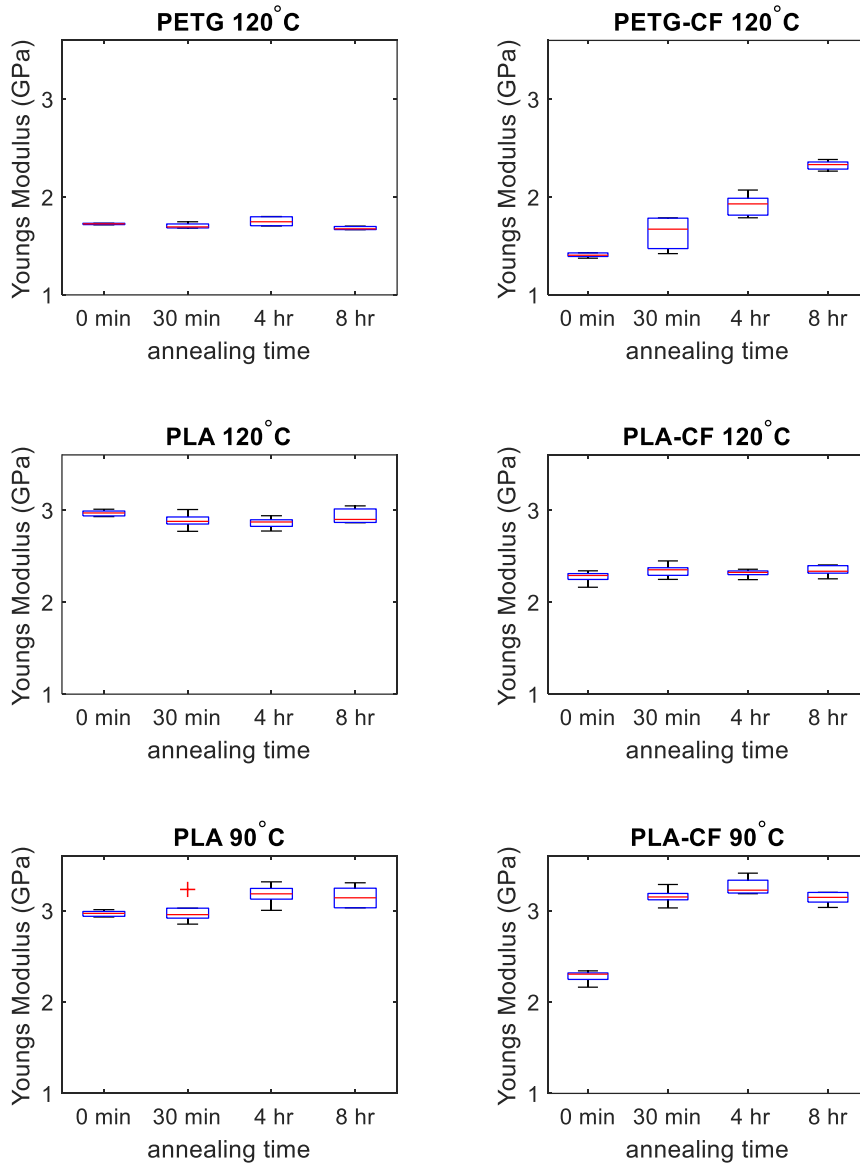 PETG 120°C
Youngs Modulus (GPa)
3
2
1
0 min 30 min 4 hr 8 hr
annealing time
PETG-CF 120°C
Youngs Modulus (GPa)
3
2
1
0 min 30 min 4 hr 8 hr
annealing time
PLA 120°C
Youngs Modulus (GPa)
3
2
1
0 min 30 min 4 hr 8 hr
annealing time
PLA-CF 120°C
Youngs Modulus (GPa)
3
2
1
0 min 30 min 4 hr 8 hr
annealing time
PLA 90°C
Youngs Modulus (GPa)
3
2
1
0 min 30 min 4 hr 8 hr
annealing time
PLA-CF 90°C
Youngs Modulus (GPa)
3
2
1
0 min 30 min 4 hr 8 hr
annealing time